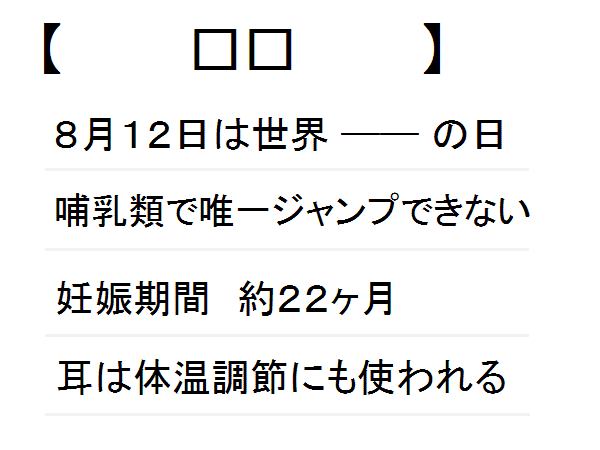 【　　　□□　　　】
８月１２日は世界 ―― の日
哺乳類で唯一ジャンプできない
妊娠期間　約２２ヶ月
耳は体温調節にも使われる